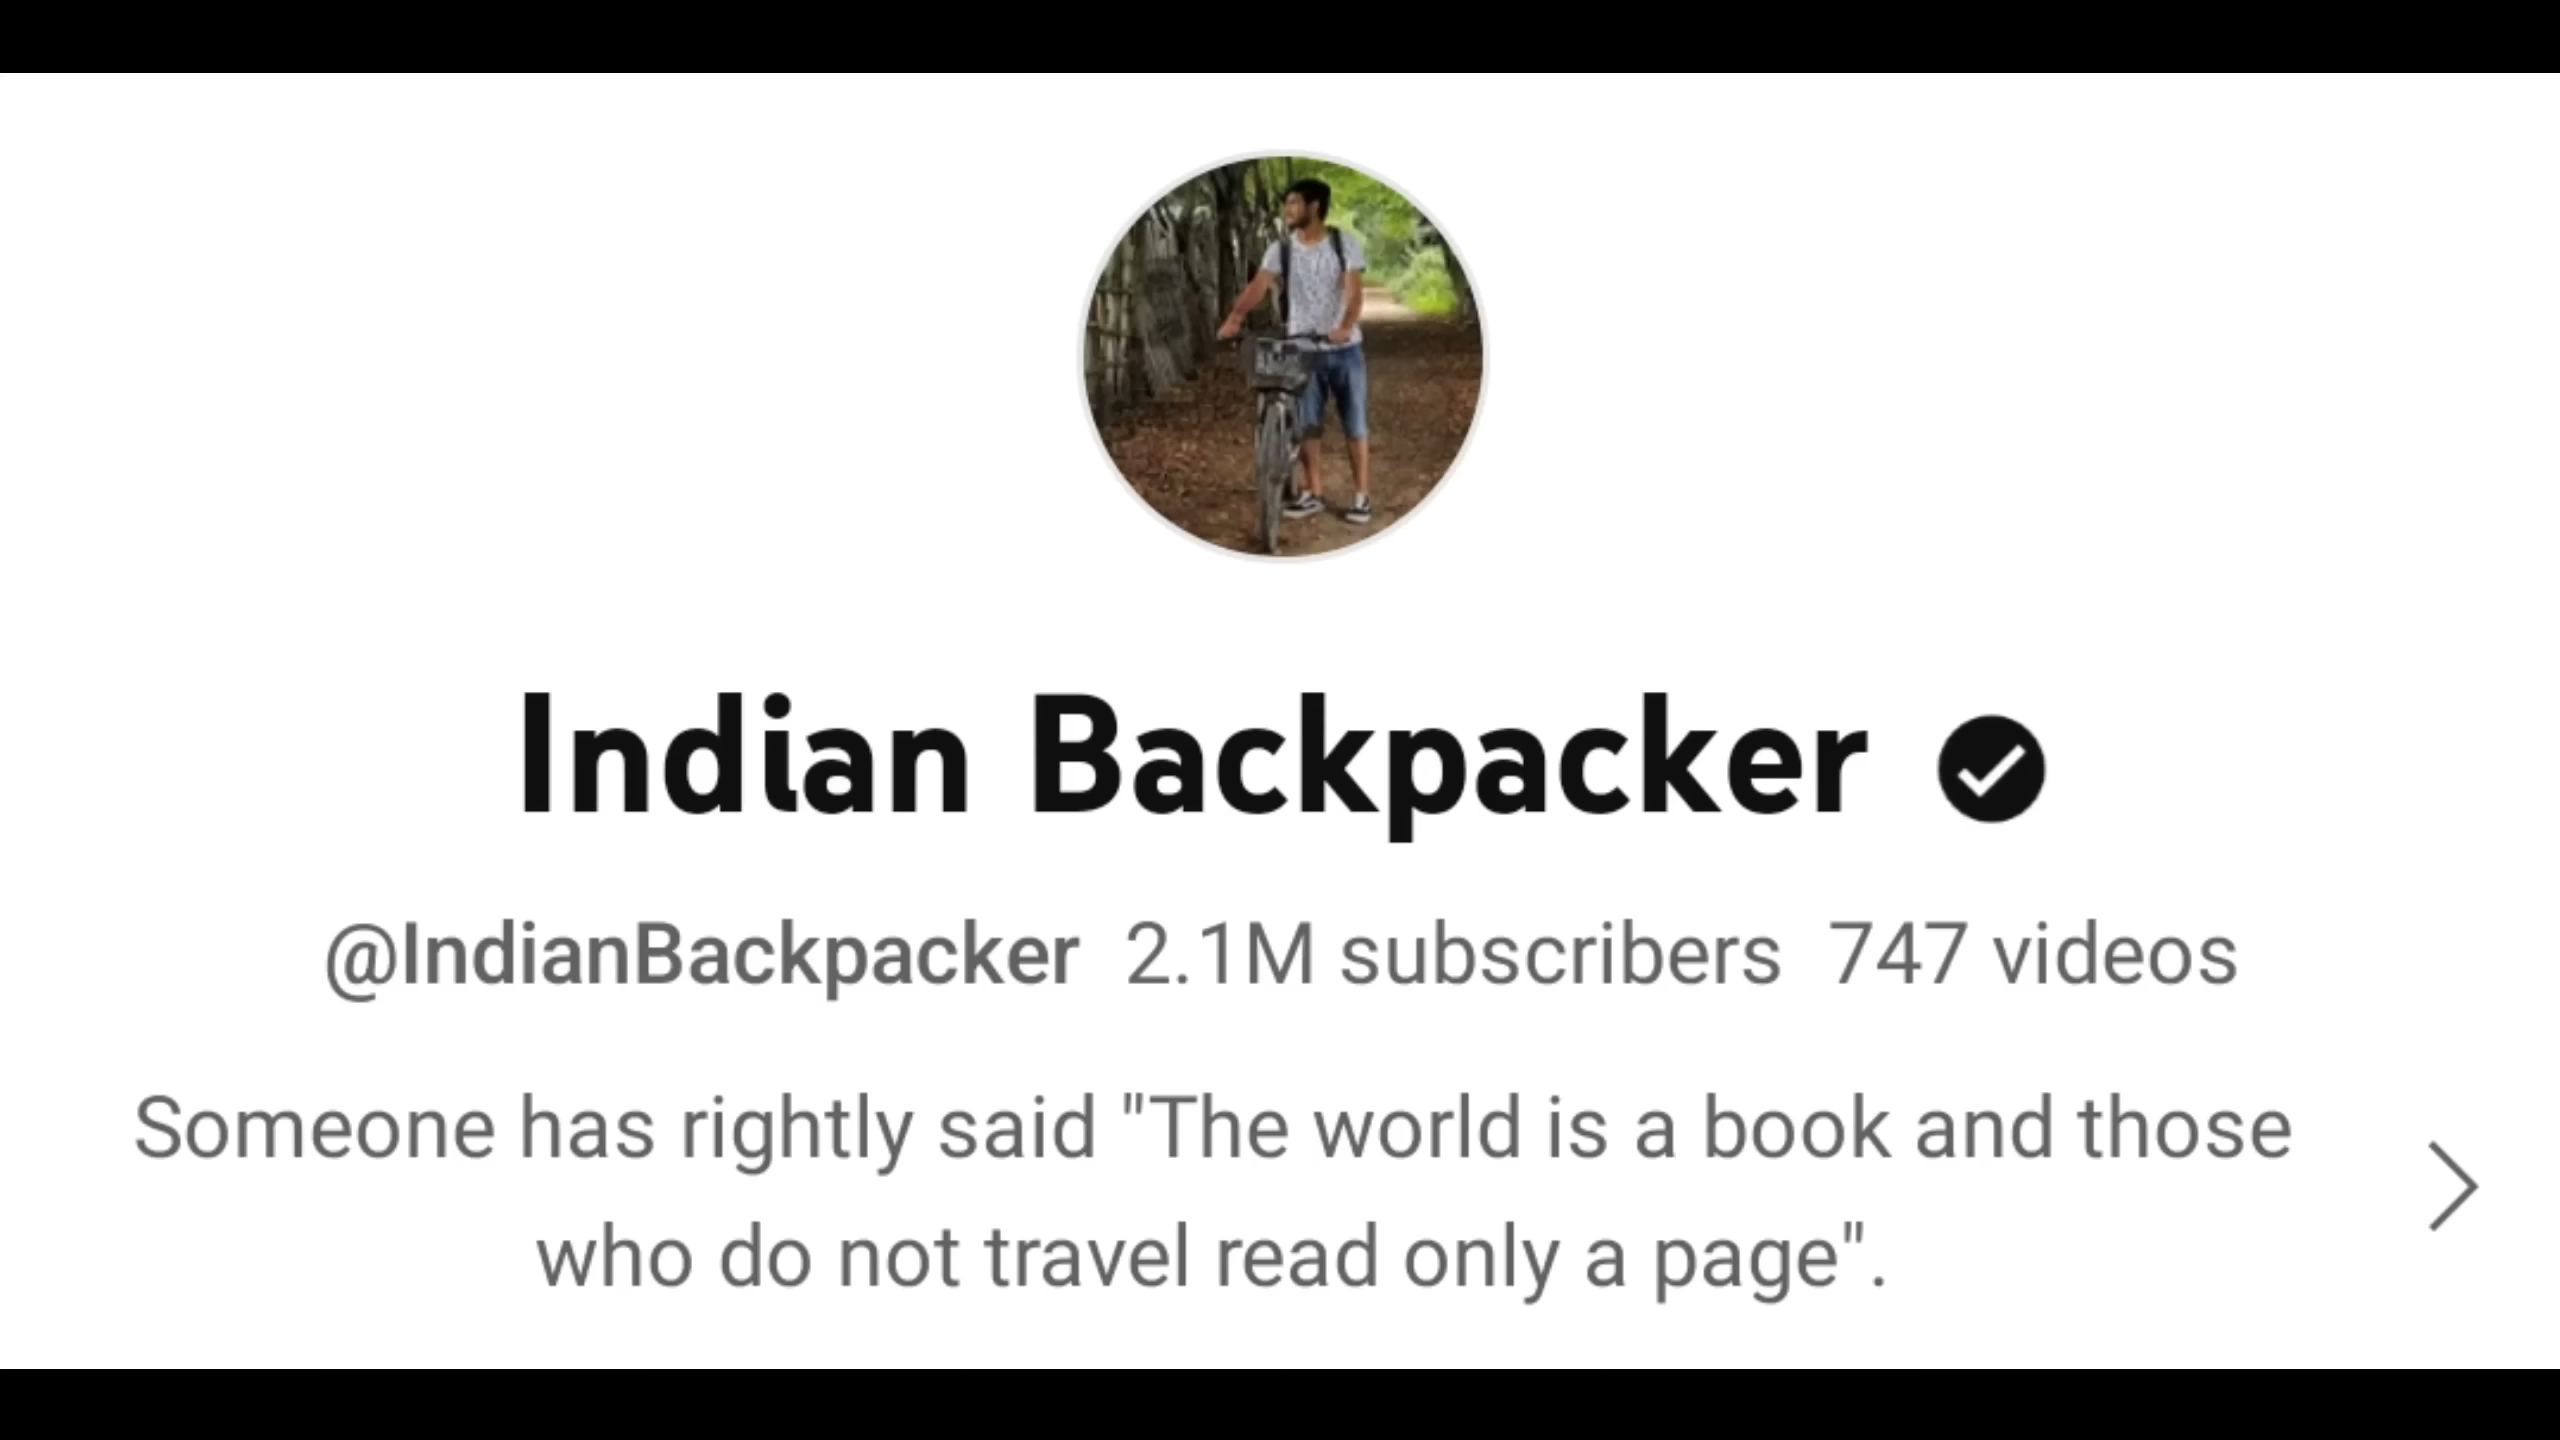 Indian Backpacker
@IndianBackpacker 2.1M subscribers 747 videos
Someone has rightly said "The world is a book and those
who do not travel read only a page".